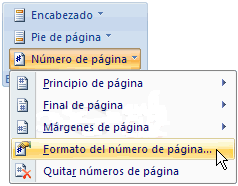 Encabezado
Pie de página
Número de página
Principio de página
Final de página
Márgenes de página
Formato del número de página...
Quitar números de página